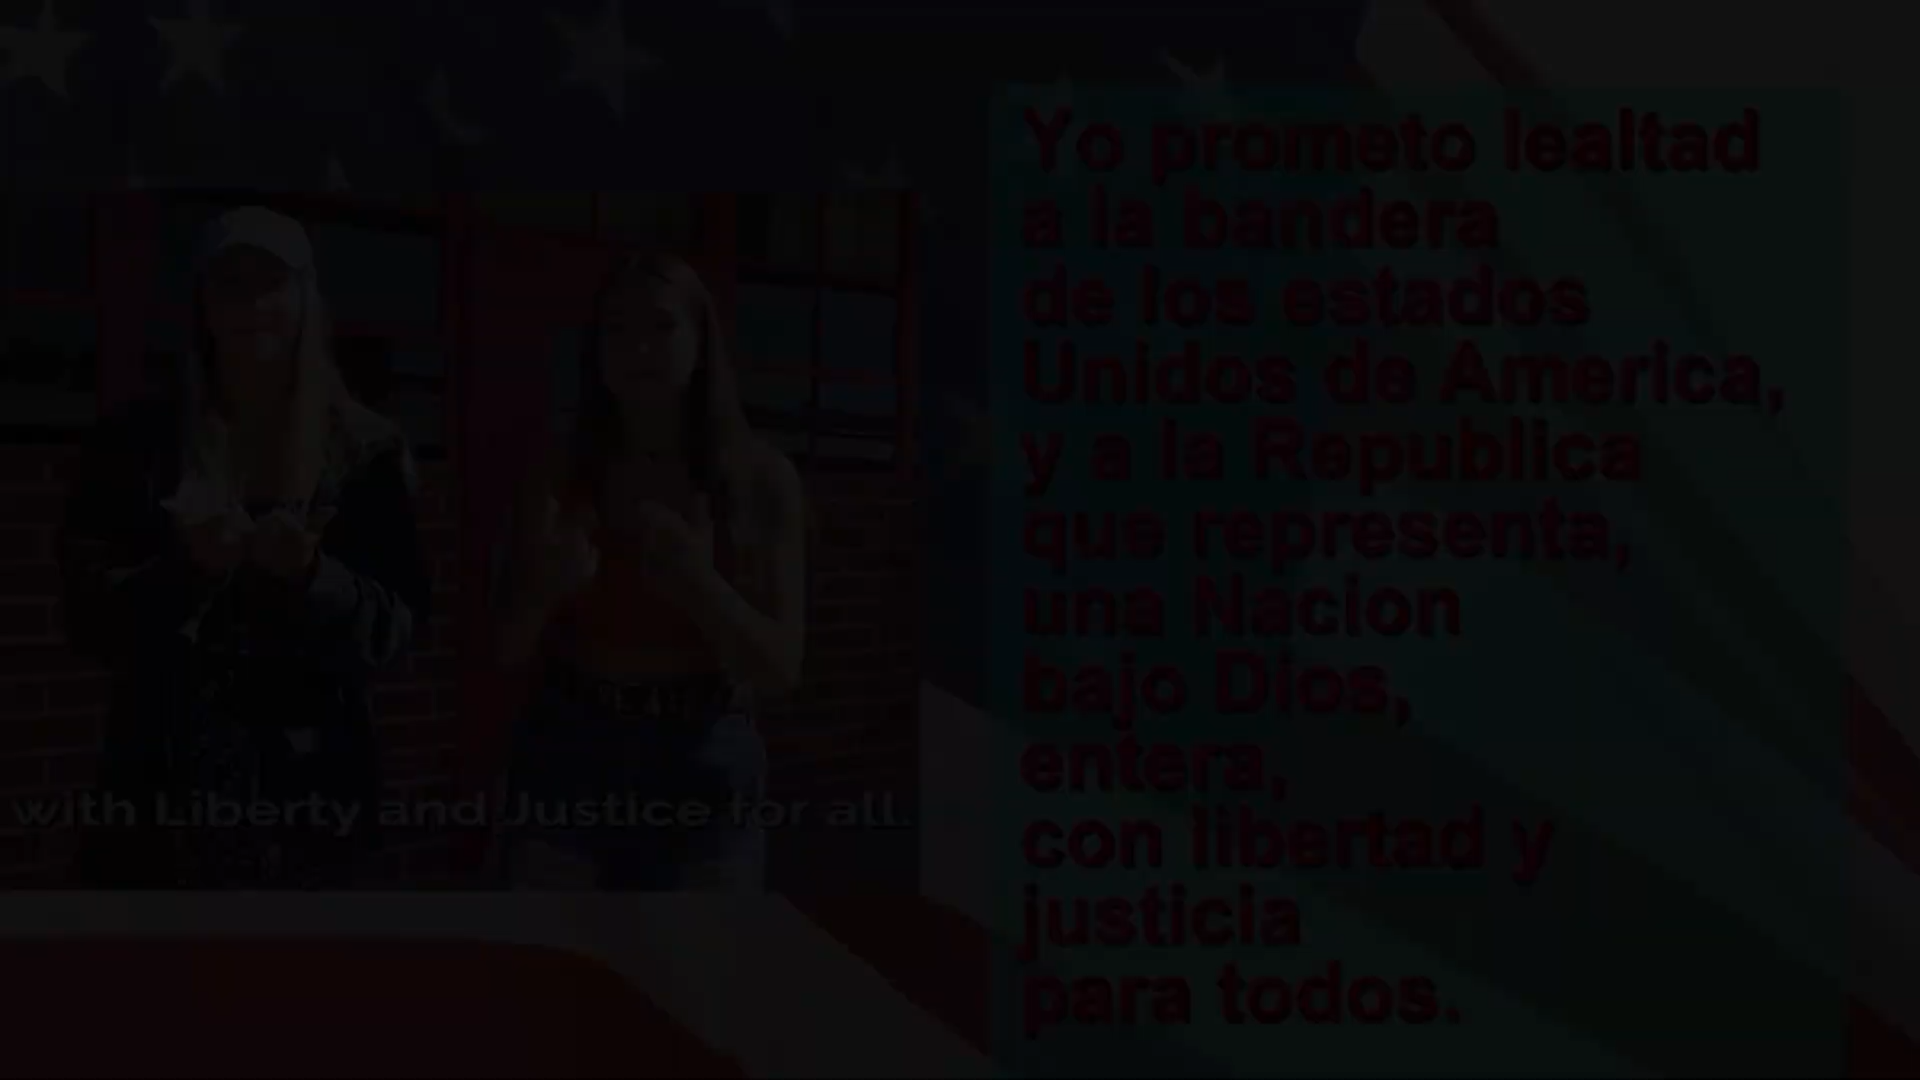 Yo prometo lealtad
a la bandera
de los estados
Unidos de America,
y a la Republica
que representa,
una Nacion
bajo Dios,
entera,
con libertad y
justicia
para todos.
with Liberty and Justice for all.